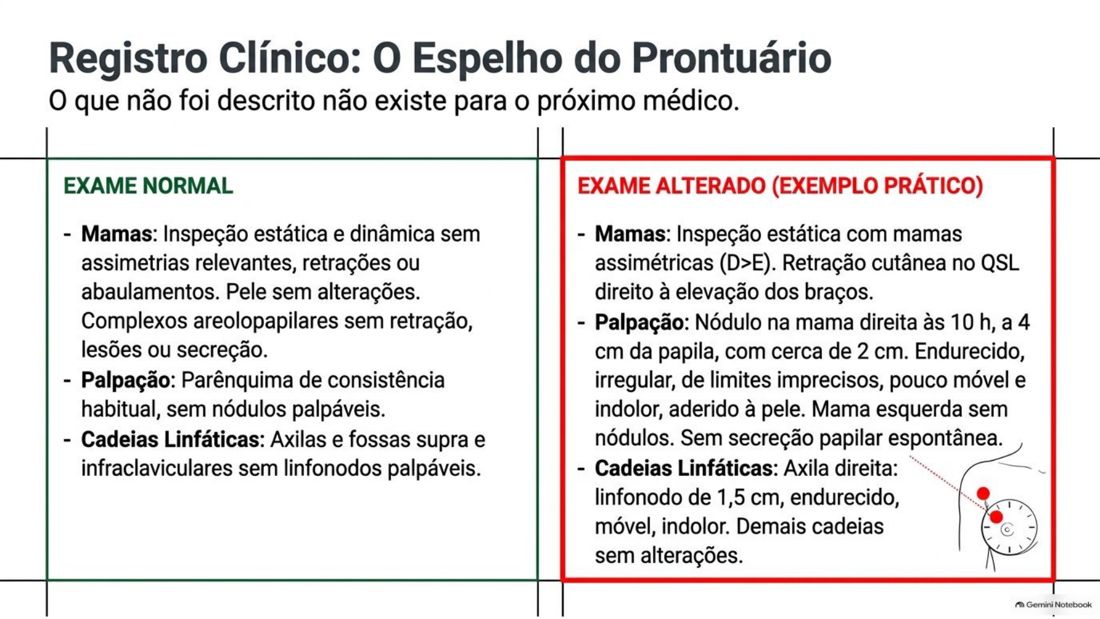 Registro Clínico: O Espelho do Prontuário
O que não foi descrito não existe para o próximo médico.
EXAME NORMAL
- Mamas: Inspeção estática e dinâmica sem
assimetrias relevantes, retrações ou
abaulamentos. Pele sem alterações.
Complexos areolopapilares sem retração,
lesões ou secreção.
- Palpação: Parênquima de consistência
habitual, sem nódulos palpáveis.
- Cadeias Linfáticas: Axilas e fossas supra e
infraclaviculares sem linfonodos palpáveis.
EXAME ALTERADO (EXEMPLO PRÁTICO)
- Mamas: Inspeção estática com mamas
assimétricas (D>E). Retração cutânea no QSL
direito à elevação dos braços.
- Palpação: Nódulo na mama direita às 10 h, a 4
cm da papila, com cerca de 2 cm. Endurecido,
irregular, de limites imprecisos, pouco móvel e
indolor, aderido à pele. Mama esquerda sem
nódulos. Sem secreção papilar espontânea.
- Cadeias Linfáticas: Axila direita:
linfonodo de 1,5 cm, endurecido,
móvel, indolor. Demais cadeias
sem alterações.
Gemini Notebook